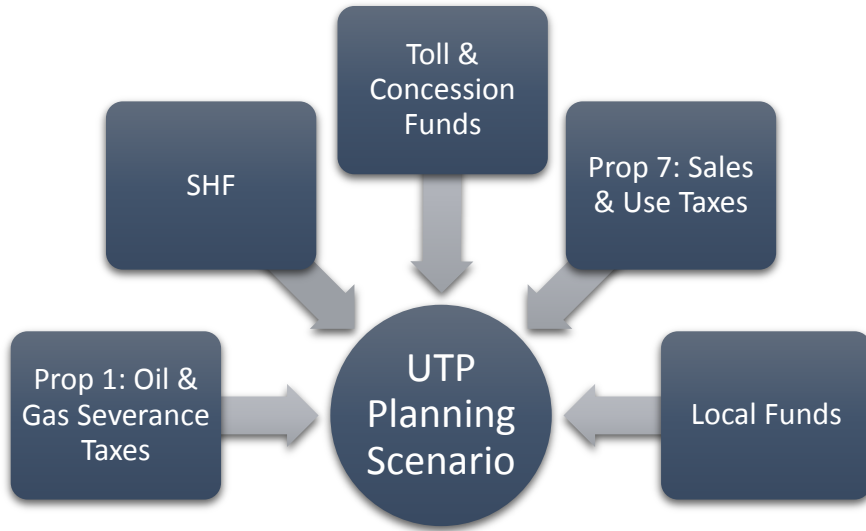 Toll &
Concession
Funds
SHF
Prop 7: Sales
& Use Taxes
Prop 1: Oil &
Gas Severance
Taxes
UTP
Planning
Scenario
Local Funds